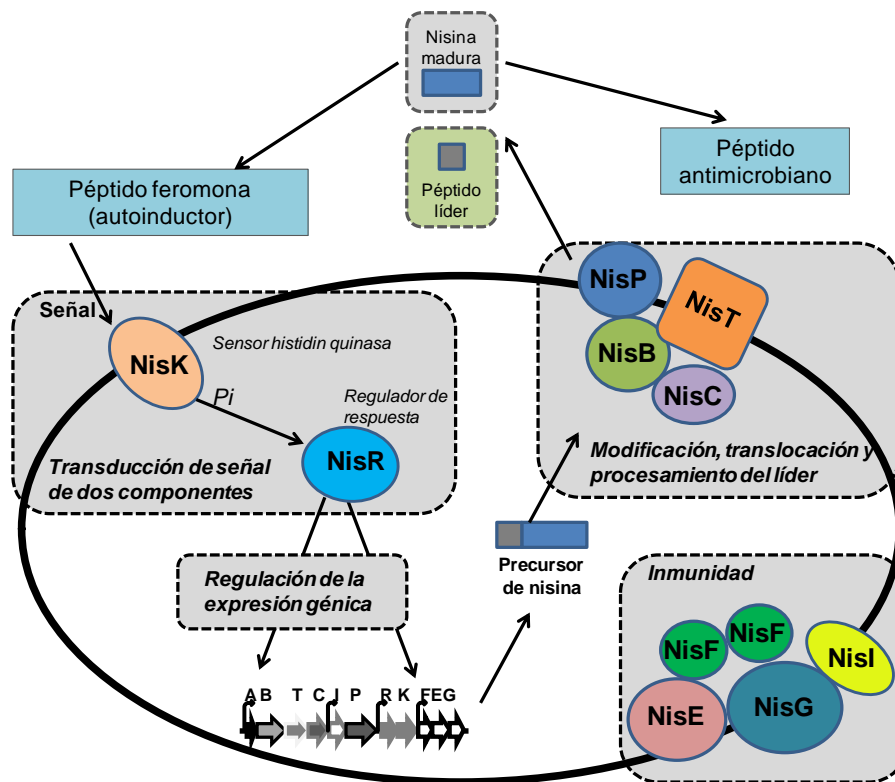 Nisina
madura
Péptido
líder
Péptido feromona
(autoinductor)
Péptido
antimicrobiano
Señal
NisK
Sensor histidin quinasa
Pi
Regulador de
respuesta
NisR
Transducción de señal
de dos componentes
NisP
NisT
NisB
NisC
Modificación, translocación y
procesamiento del líder
Regulación de la
expresión génica
Precursor
de nisina
A B T C I P R K F E G
Inmunidad
NisF
NisF
NisI
NisE
NisG